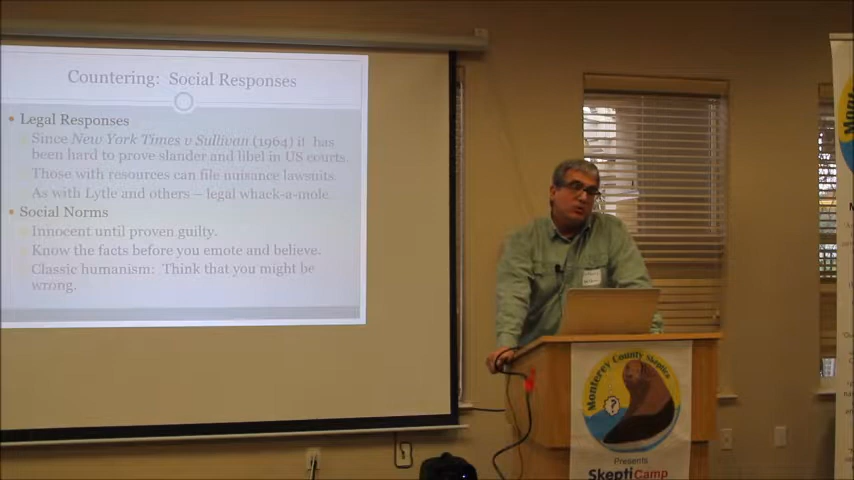 Countering: Social Responses
Legal Responses
Since New York Times v Sullivan (1964) it has
been hard to prove slander and libel in US courts.
Those with resources can file nuisance lawsuits.
As with Lytle and others – legal whack-a-mole.
Social Norms
Innocent until proven guilty.
Know the facts before you emote and believe.
Classic humanism: Think that you might be
wrong.
Monterey County Skeptics
?
Presents
SkeptiCamp